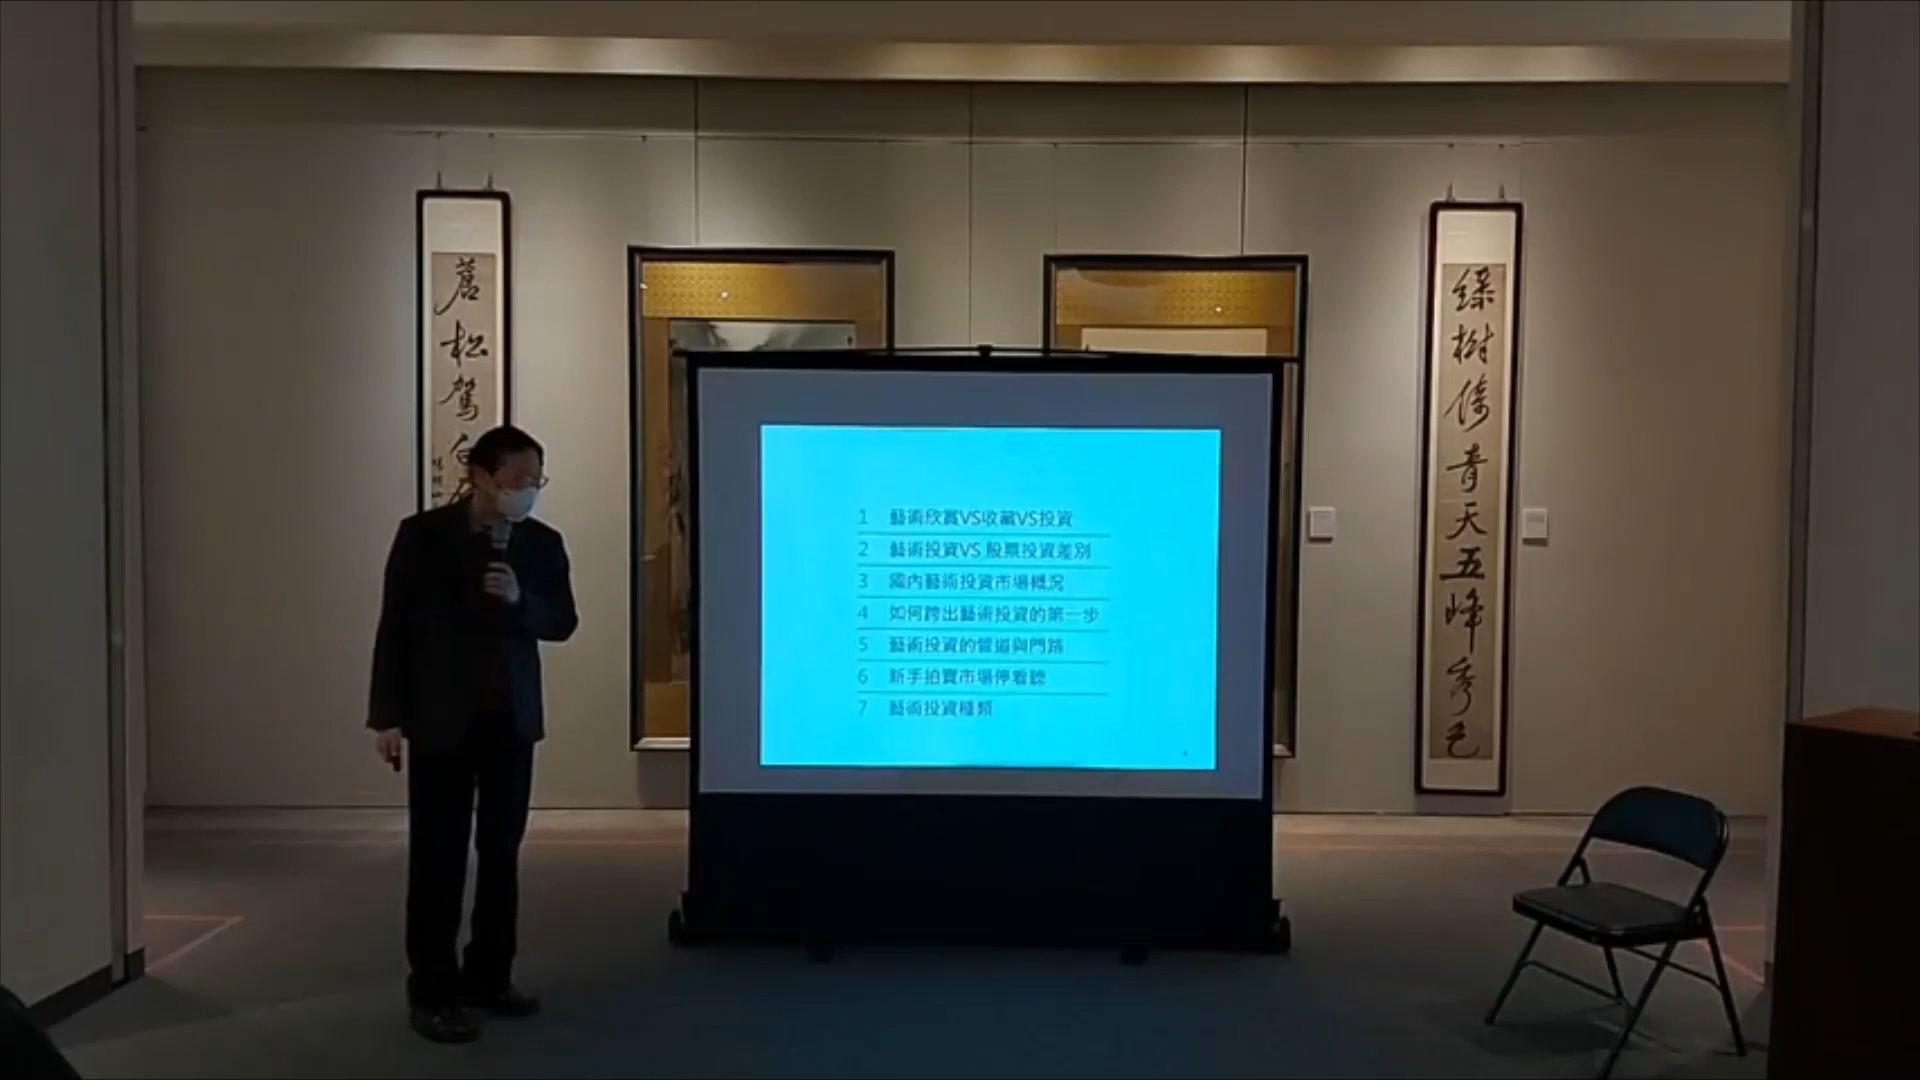 蒼松駕白
1 藝術欣賞VS收藏VS投資
2 藝術投資VS 股票投資差別
3 國內藝術投資市場概況
4 如何跨出藝術投資的第一步
5 藝術投資的管道與門路
6 新手拍賣市場停看聽
7 藝術投資種類
綠樹倚青天五峰秀色